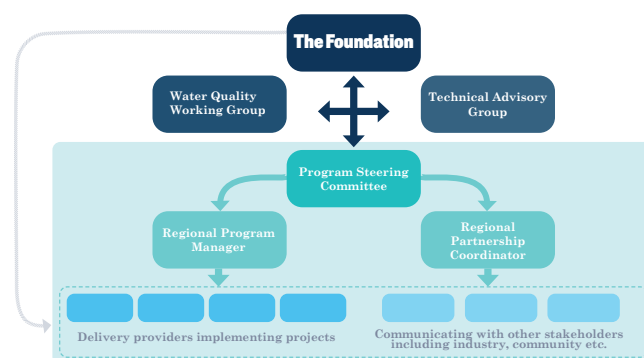 The Foundation
Water Quality
Working Group
Technical Advisory
Group
Program Steering
Committee
Regional Program
Manager
Regional
Partnership
Coordinator
Delivery providers implementing projects
Communicating with other stakeholders
including industry, community etc.